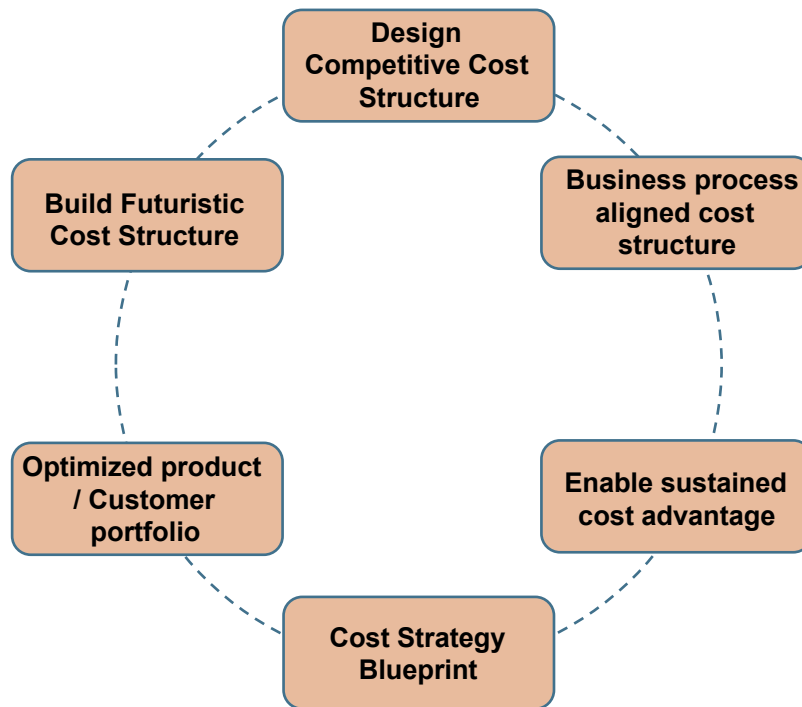 Design
Competitive Cost
Structure
Business process
aligned cost
structure
Enable sustained
cost advantage
Cost Strategy
Blueprint
Optimized product
/ Customer
portfolio
Build Futuristic
Cost Structure